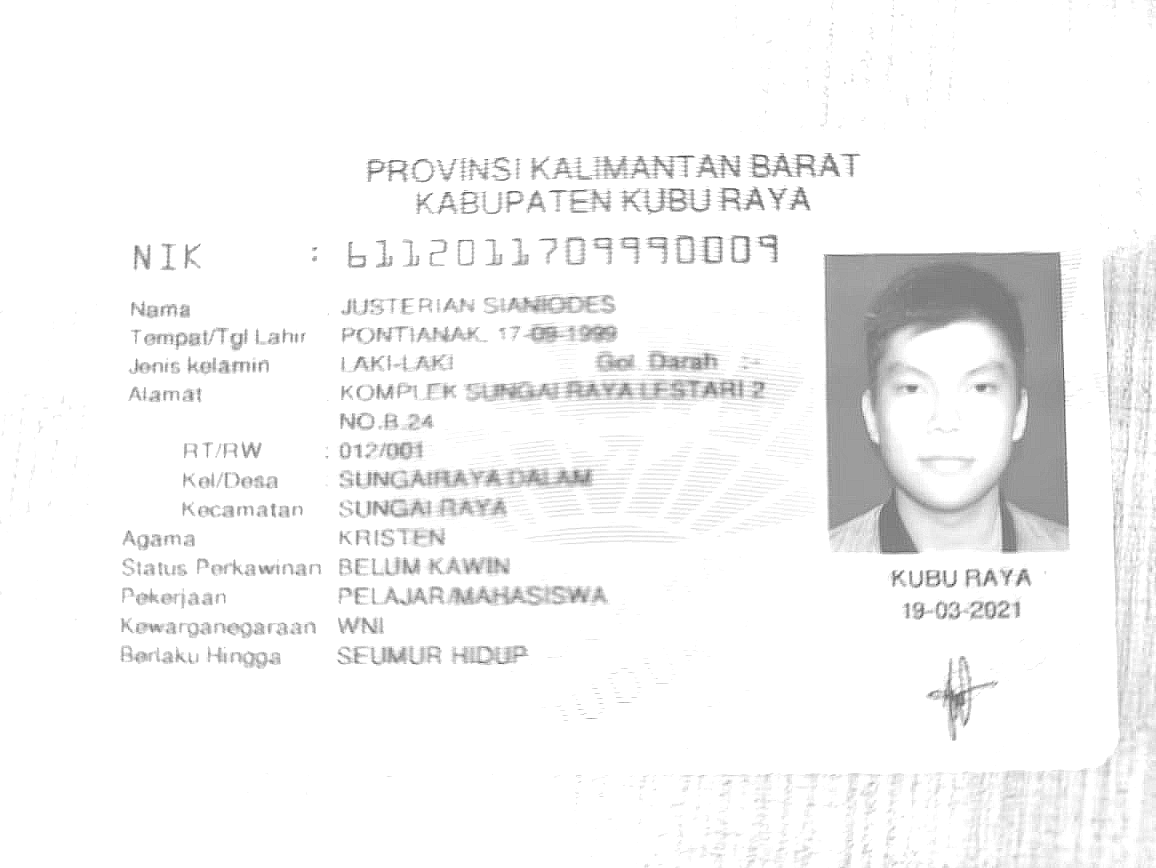 PROVINSI KALIMANTAN BARAT
KABUPATEN KUBU RAYA
NIK : 6112011709990009
Nama JUSTERIAN SIANIODES
Tempat/Tgl Lahir PONTIANAK, 17-09-1999
Jenis kelamin LAKI-LAKI Gol. Darah :-
Alamat KOMPLEK SUNGAI RAYA LESTARI 2
NO.B.24
RT/RW : 012/001
Kel/Desa SUNGAIRAYA DALAM
Kecamatan SUNGAI RAYA
Agama KRISTEN
Status Perkawinan BELUM KAWIN
Pekerjaan PELAJAR/MAHASISWA
Kewarganegaraan WNI
Berlaku Hingga SEUMUR HIDUP
KUBU RAYA
19-03-2021